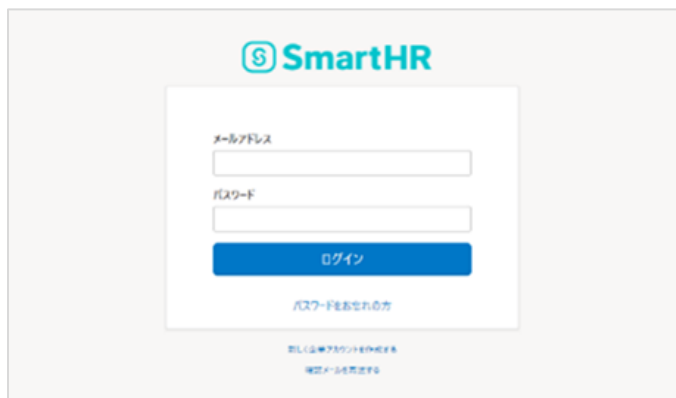 SmartHR
メールアドレス
パスワード
ログイン
パスワードをお忘れの方
新しく企業アカウントを作成する
確認メールを再送する